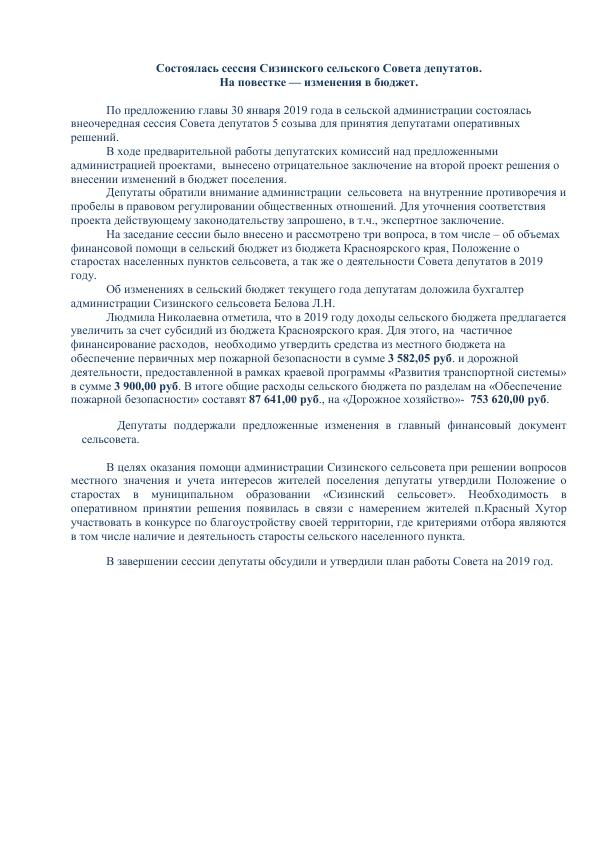 Состоялась сессия Сизинского сельского Совета депутатов.
На повестке — изменения в бюджет.
По предложению главы 30 января 2019 года в сельской администрации состоялась
внеочередная сессия Совета депутатов 5 созыва для принятия депутатами оперативных
решений.
В ходе предварительной работы депутатских комиссий над предложенными
администрацией проектами, вынесено отрицательное заключение на второй проект решения о
внесении изменений в бюджет поселения.
Депутаты обратили внимание администрации сельсовета на внутренние противоречия и
пробелы в правовом регулировании общественных отношений. Для уточнения соответствия
проекта действующему законодательству запрошено, в т.ч., экспертное заключение.
На заседание сессии было внесено и рассмотрено три вопроса, в том числе – об объемах
финансовой помощи в сельский бюджет из бюджета Красноярского края, Положение о
старостах населенных пунктов сельсовета, а так же о деятельности Совета депутатов в 2019
году.
Об изменениях в сельский бюджет текущего года депутатам доложила бухгалтер
администрации Сизинского сельсовета Белова Л.Н.
Людмила Николаевна отметила, что в 2019 году доходы сельского бюджета предлагается
увеличить за счет субсидий из бюджета Красноярского края. Для этого, на частичное
финансирование расходов, необходимо утвердить средства из местного бюджета на
обеспечение первичных мер пожарной безопасности в сумме 3 582,05 руб. и дорожной
деятельности, предоставленной в рамках краевой программы «Развития транспортной системы»
в сумме 3 900,00 руб. В итоге общие расходы сельского бюджета по разделам на «Обеспечение
пожарной безопасности» составят 87 641,00 руб., на «Дорожное хозяйство»- 753 620,00 руб.
Депутаты поддержали предложенные изменения в главный финансовый документ
сельсовета.
В целях оказания помощи администрации Сизинского сельсовета при решении вопросов
местного значения и учета интересов жителей поселения депутаты утвердили Положение о
старостах в муниципальном образовании «Сизинский сельсовет». Необходимость в
оперативном принятии решения появилась в связи с намерением жителей п.Красный Хутор
участвовать в конкурсе по благоустройству своей территории, где критериями отбора являются
в том числе наличие и деятельность старосты сельского населенного пункта.
В завершении сессии депутаты обсудили и утвердили план работы Совета на 2019 год.